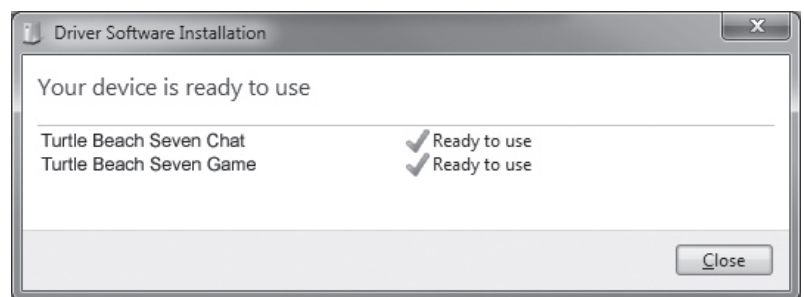 Driver Software Installation
Your device is ready to use
Turtle Beach Seven Chat Ready to use
Turtle Beach Seven Game Ready to use
Close